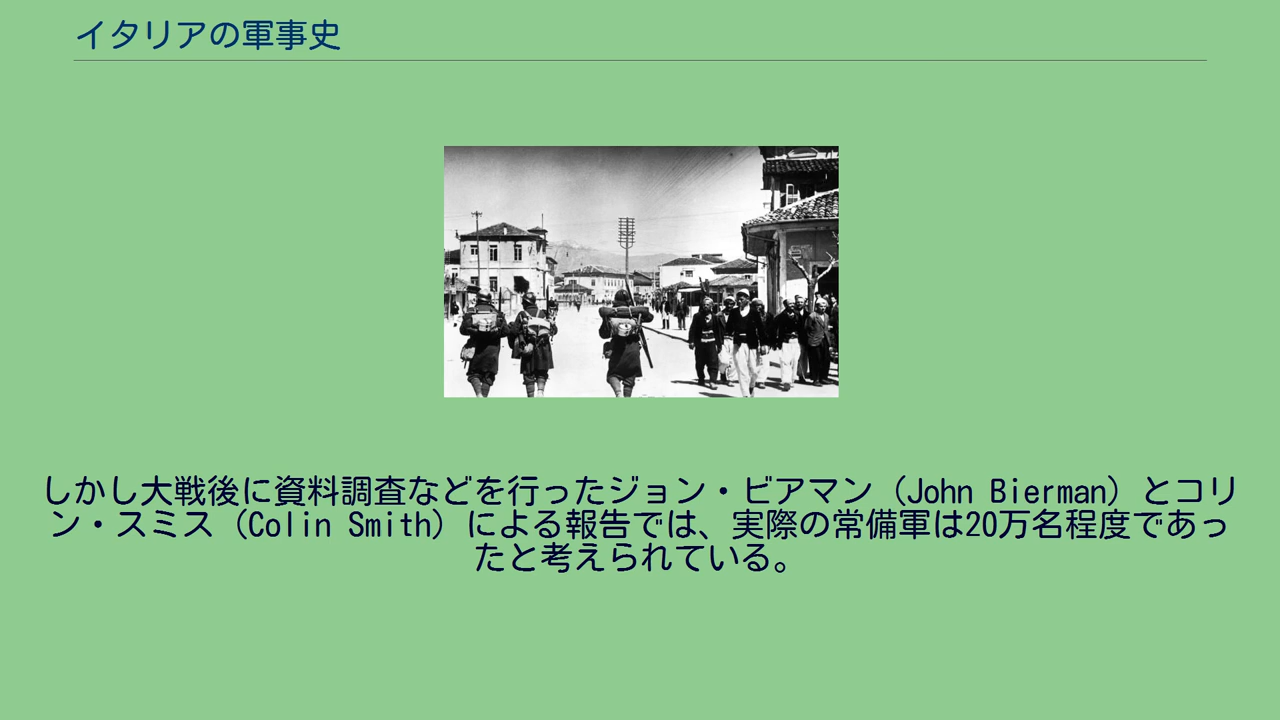 イタリアの軍事史
しかし大戦後に資料調査などを行ったジョン・ビアマン（John Bierman）とコリ
ン・スミス（Colin Smith）による報告では、実際の常備軍は20万名程度であっ
たと考えられている。